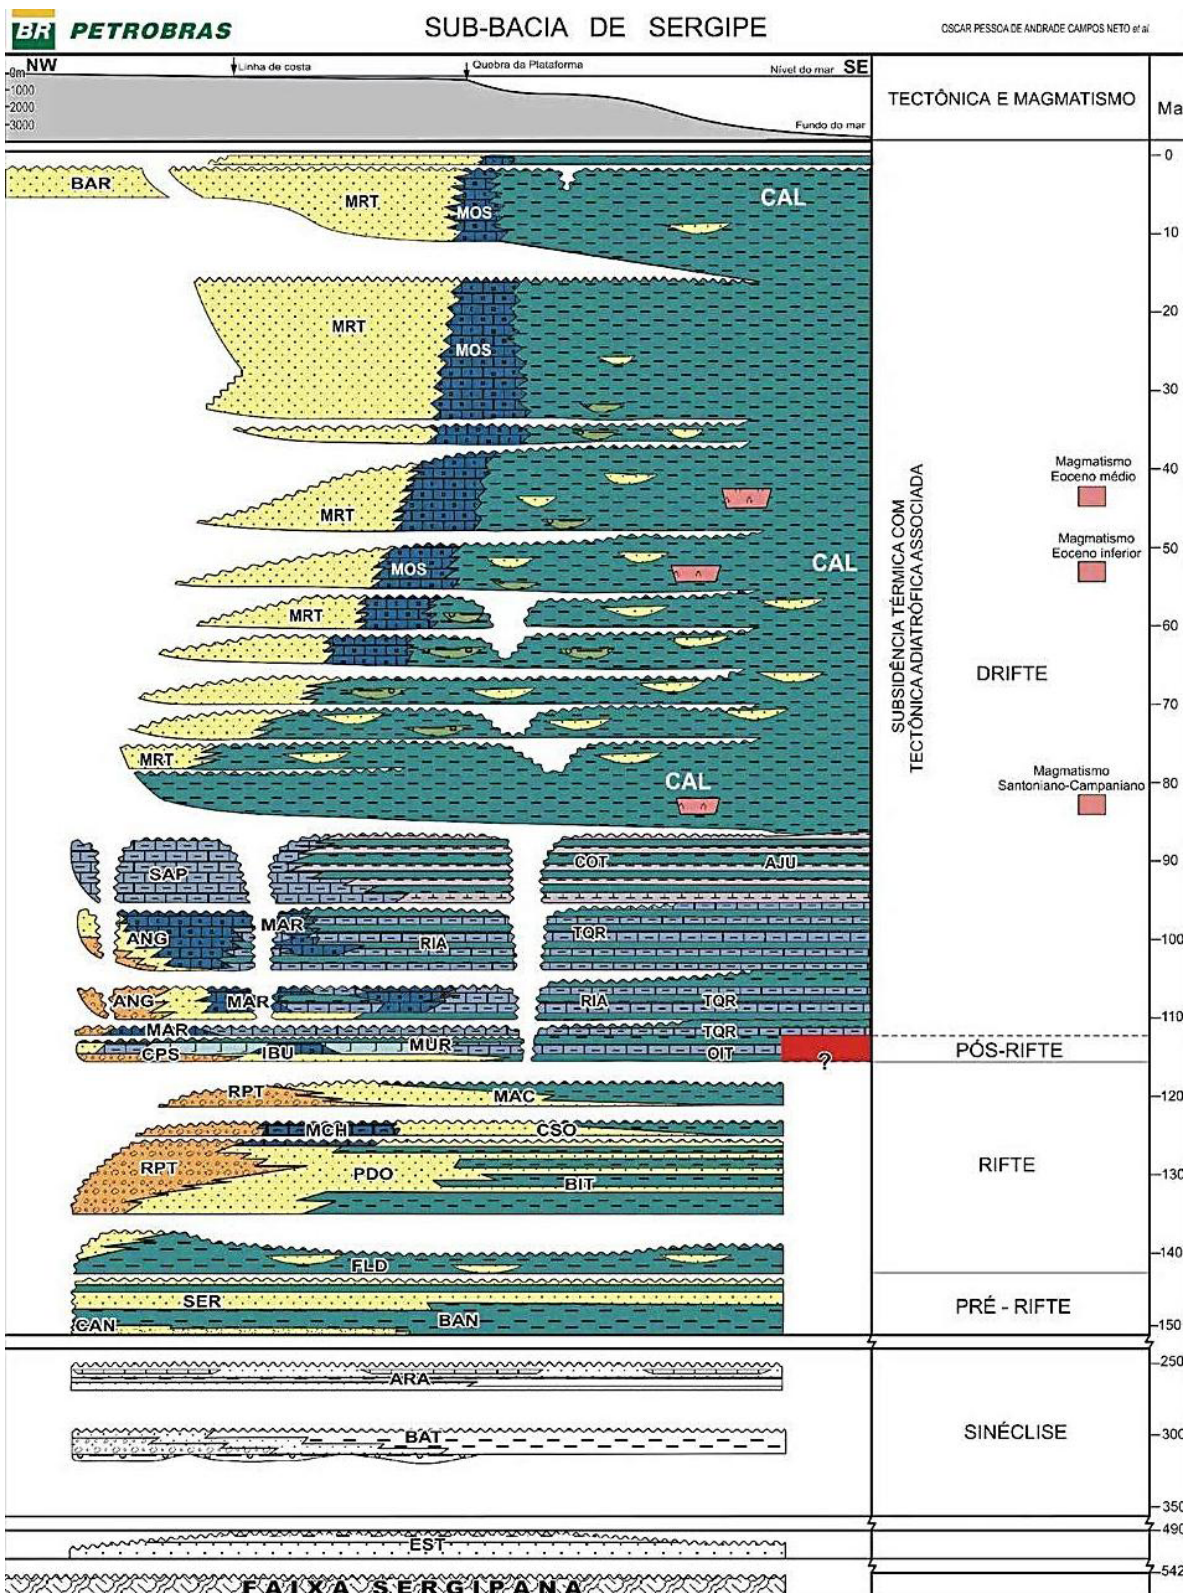 BR PETROBRAS
SUB-BACIA DE SERGIPE
OSCAR PESSOA DE ANDRADE CAMPOS NETO et al
NW
Linha de costa
Quobra da Plataforma
Nível do mar SE
0m
1000
2000
3000
Fundo do mar
TECTÔNICA E MAGMATISMO
Ma
0
BAR
MRT
MOS
CAL
10
MRT
MOS
20
30
40
MRT
Magmatismo
Eoceno médio
50
MOS
CAL
Magmatismo
Eoceno inferior
MRT
60
SUBSIDÊNCIA TÉRMICA COM
TECTÔNICA ADIATRÓFICA ASSOCIADA
DRIFTE
70
MRT
CAL
80
Magmatismo
Santoniano-Campaniano
SAP
COT
AJU
90
ANG
MAR
RIA
TQR
100
ANG
MAR
RIA
TQR
110
MAR
MUR
TQR
CPS
IBU
OIT
?
PÓS-RIFTE
RPT
MAC
120
MCH
CSO
RPT
PDO
BIT
130
RIFTE
FLD
140
SER
CAN
BAN
PRÉ - RIFTE
150
250
ARA
BAT
SINÉCLISE
300
350
490
EST
542
FAIXA SERGIPANA